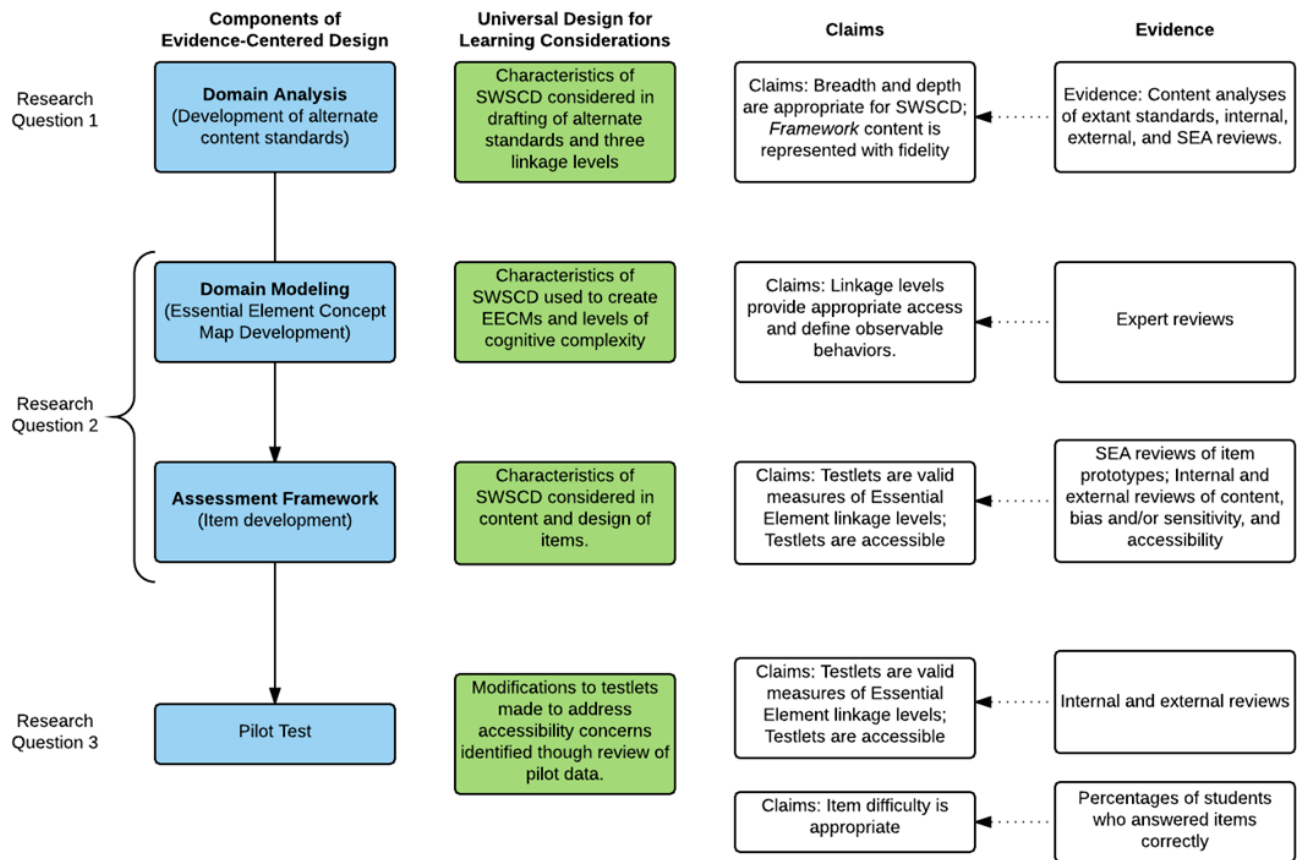 Components of
Evidence-Centered Design
Universal Design for
Learning Considerations
Claims
Evidence
Research
Question 1
Domain Analysis
(Development of alternate
content standards)
Characteristics of
SWSCD considered in
drafting of alternate
standards and three
linkage levels
Claims: Breadth and depth
are appropriate for SWSCD;
Framework content is
represented with fidelity
Evidence: Content analyses
of extant standards, internal,
external, and SEA reviews.
Research
Question 2
Domain Modeling
(Essential Element Concept
Map Development)
Characteristics of
SWSCD used to create
EECMs and levels of
cognitive complexity
Claims: Linkage levels
provide appropriate access
and define observable
behaviors.
Expert reviews
Assessment Framework
(Item development)
Characteristics of
SWSCD considered in
content and design of
items.
Claims: Testlets are valid
measures of Essential
Element linkage levels;
Testlets are accessible
SEA reviews of item
prototypes; Internal and
external reviews of content,
bias and/or sensitivity, and
accessibility
Research
Question 3
Pilot Test
Modifications to testlets
made to address
accessibility concerns
identified though review of
pilot data.
Claims: Testlets are valid
measures of Essential
Element linkage levels;
Testlets are accessible
Internal and external reviews
Claims: Item difficulty is
appropriate
Percentages of students
who answered items
correctly